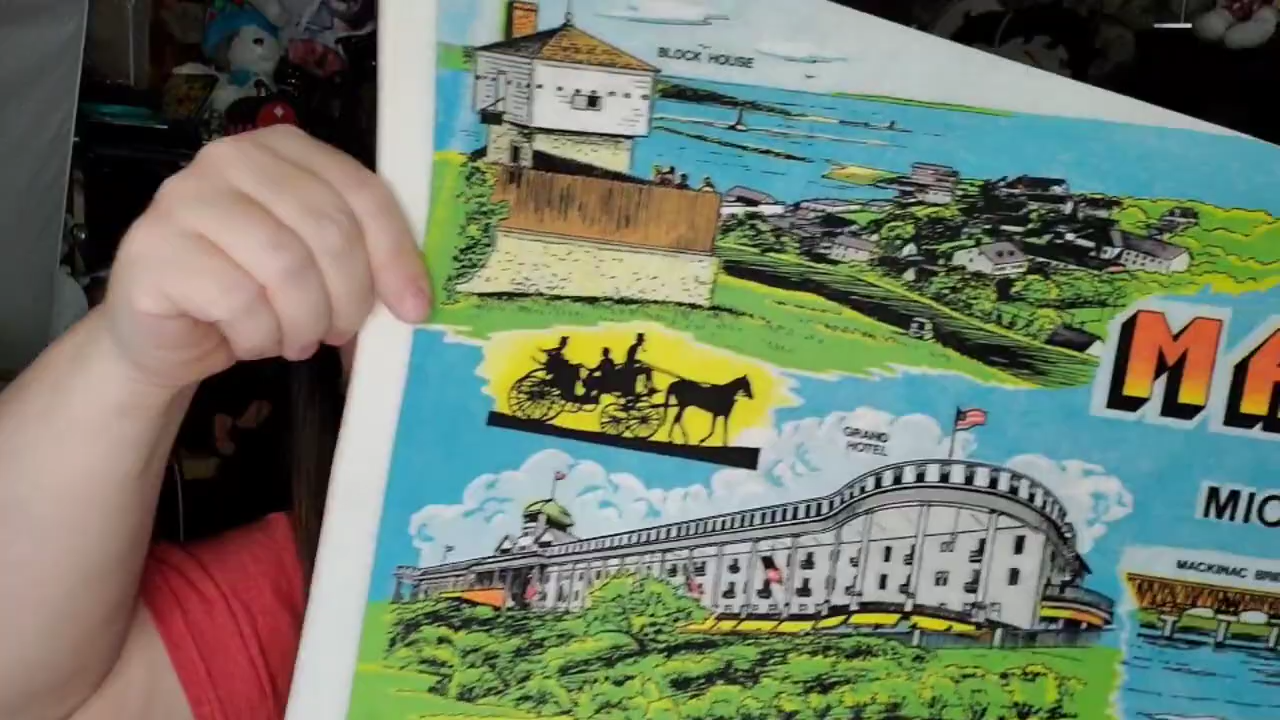 BLOCK HOUSE
MA
GRAND
HOTEL
MIC
MACKINAC BRI